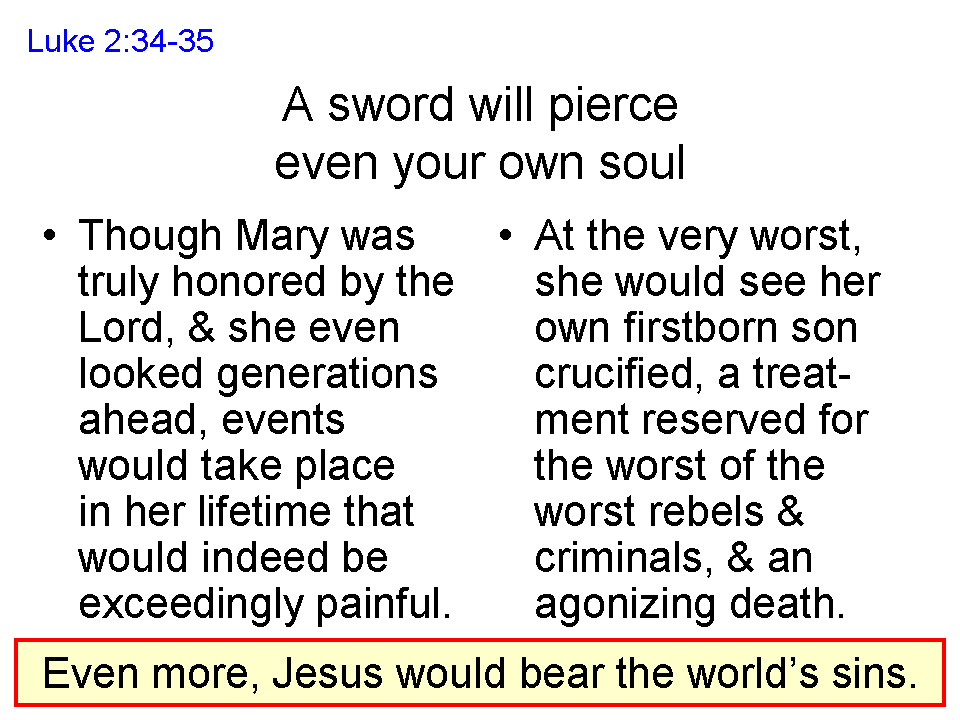 Luke 2:34-35
A sword will pierce
even your own soul
• Though Mary was
truly honored by the
Lord, & she even
looked generations
ahead, events
would take place
in her lifetime that
would indeed be
exceedingly painful.
• At the very worst,
she would see her
own firstborn son
crucified, a treat-
ment reserved for
the worst of the
worst rebels &
criminals, & an
agonizing death.
Even more, Jesus would bear the world’s sins.